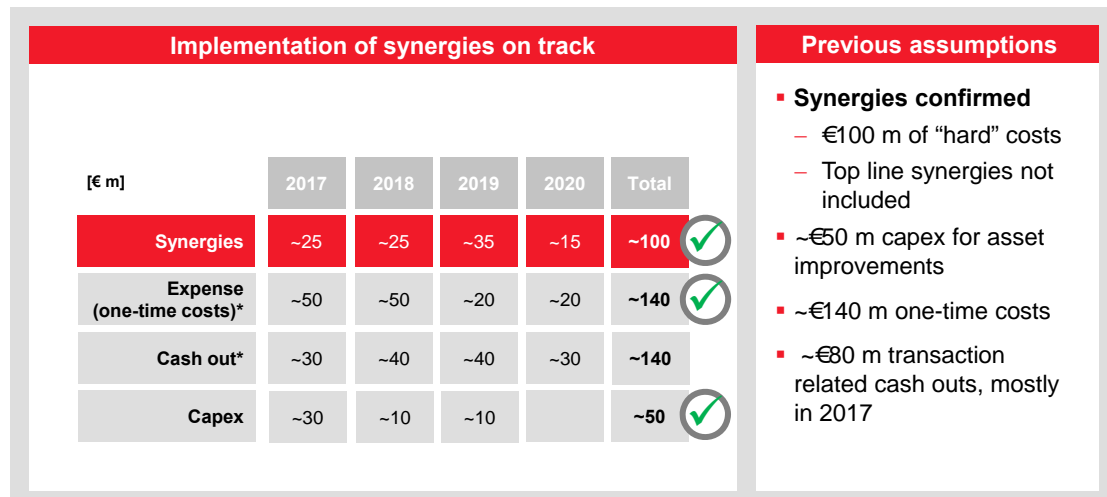 Implementation of synergies on track
[€ m] 2017 2018 2019 2020 Total
Synergies ~25 ~25 ~35 ~15 ~100
Expense
(one-time costs)* ~50 ~50 ~20 ~20 ~140
Cash out* ~30 ~40 ~40 ~30 ~140
Capex ~30 ~10 ~10 ~50
Previous assumptions
▪ Synergies confirmed
– €100 m of “hard” costs
– Top line synergies not
included
▪ ~€50 m capex for asset
improvements
▪ ~€140 m one-time costs
▪ ~€80 m transaction
related cash outs, mostly
in 2017